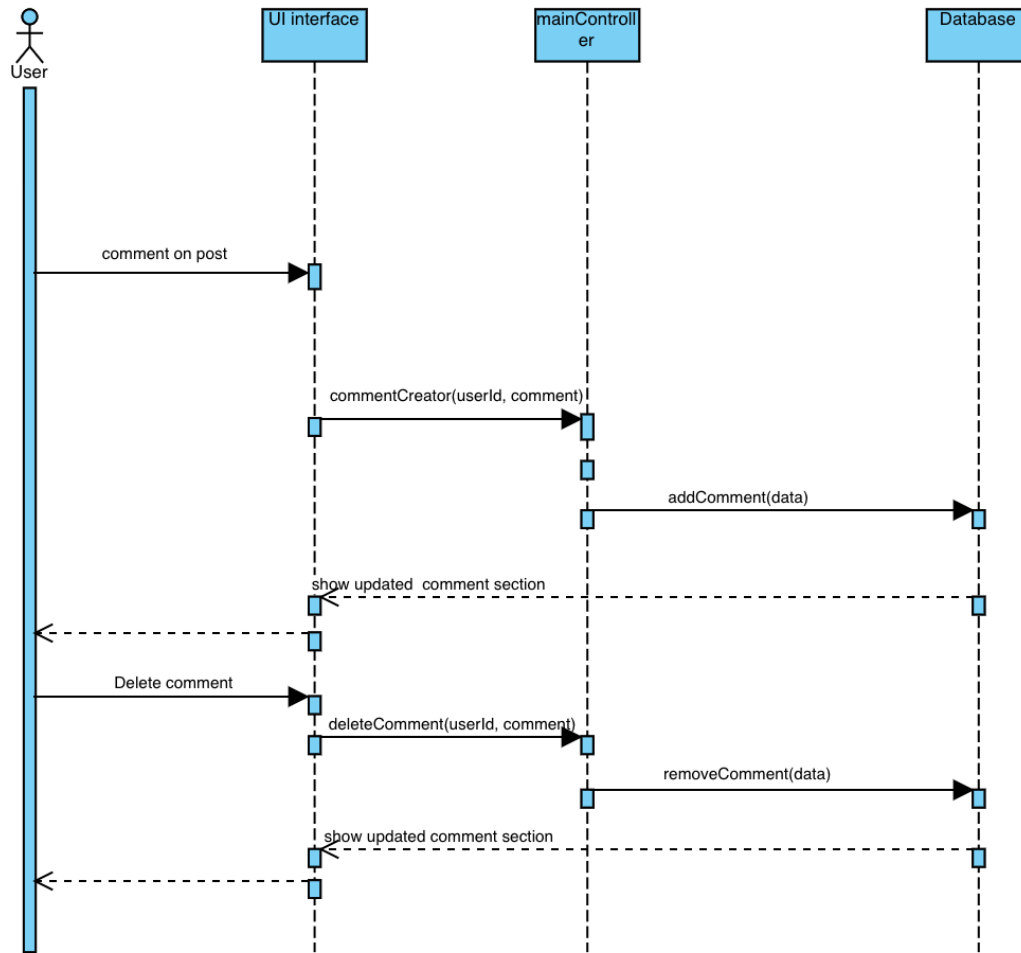 User
UI interface
mainControll
er
Database
comment on post
commentCreator(userId, comment)
addComment(data)
show updated  comment section
Delete comment
deleteComment(userId, comment)
removeComment(data)
show updated comment section